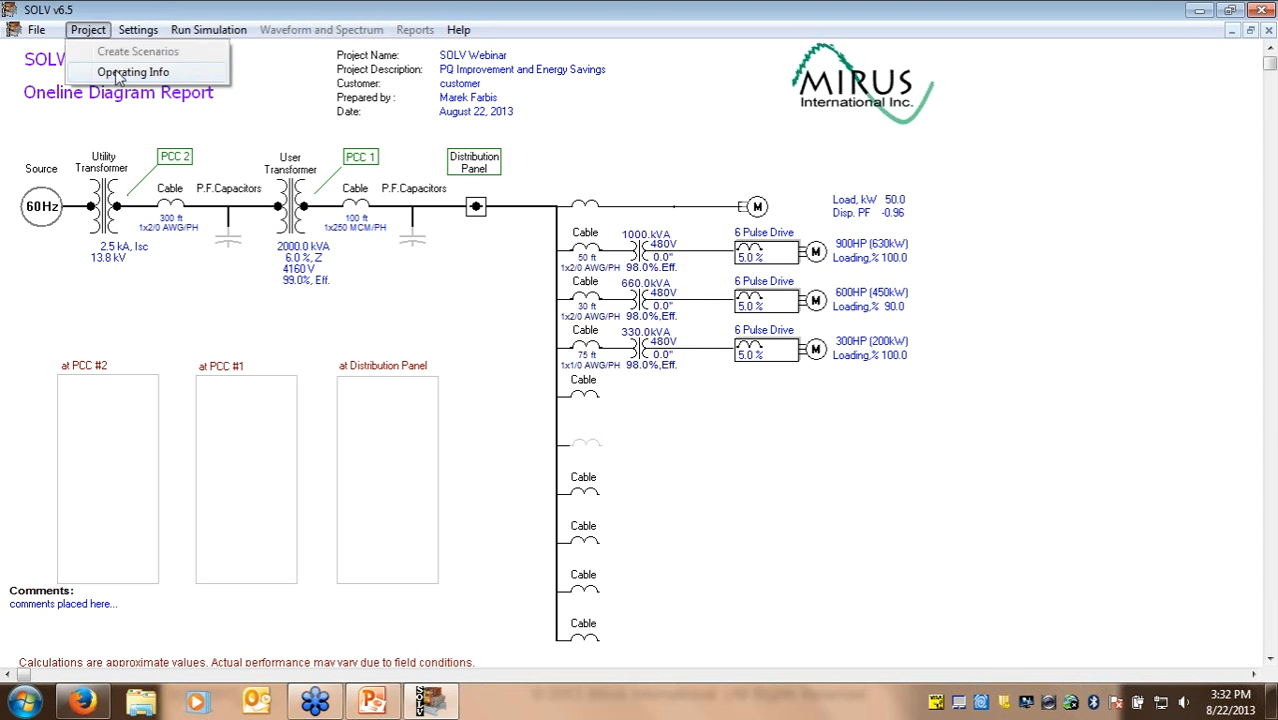 SOLV v6.5
File Project Settings Run Simulation Waveform and Spectrum Reports Help
Create Scenarios
Operating Info
SOLV
Oneline Diagram Report
Project Name: SOLV Webinar
Project Description: PQ Improvement and Energy Savings
Customer: customer
Prepared by : Marek Farbis
Date: August 22, 2013
MIRUS
International Inc.
Source
60Hz
Utility
Transformer
2.5 kA, Isc
13.8 kV
PCC 2
Cable
300 ft
1x2/0 AWG/PH
P.F.Capacitors
User
Transformer
2000.0 kVA
6.0 %, Z
4160 V
99.0%, Eff.
PCC 1
Cable
100 ft
1x250 MCM/PH
P.F.Capacitors
Distribution
Panel
M
Load, kW 50.0
Disp. PF -0.96
Cable
50 ft
1x2/0 AWG/PH
1000.kVA
480V
0.0"
98.0%,Eff.
6 Pulse Drive
5.0 %
M
900HP (630kW)
Loading,% 100.0
Cable
30 ft
1x2/0 AWG/PH
660.0kVA
480V
0.0"
98.0%,Eff.
6 Pulse Drive
5.0 %
M
600HP (450kW)
Loading,% 90.0
Cable
75 ft
1x1/0 AWG/PH
330.0kVA
480V
0.0"
98.0%,Eff.
6 Pulse Drive
5.0 %
M
300HP (200kW)
Loading,% 100.0
Cable
Cable
Cable
Cable
Cable
at PCC #2
at PCC #1
at Distribution Panel
Comments:
comments placed here...
Calculations are approximate values. Actual performance may vary due to field conditions.
3:32 PM
8/22/2013